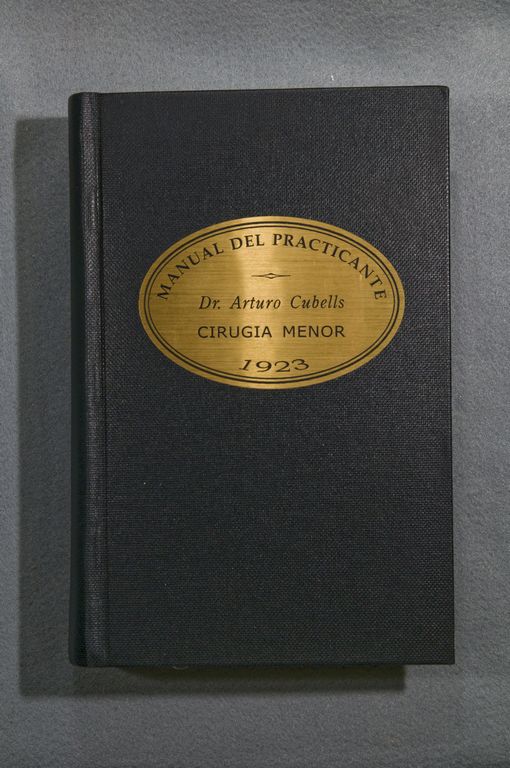 MANUAL DEL PRACTICANTE
Dr. Arturo Cubells
CIRUGIA MENOR
1923